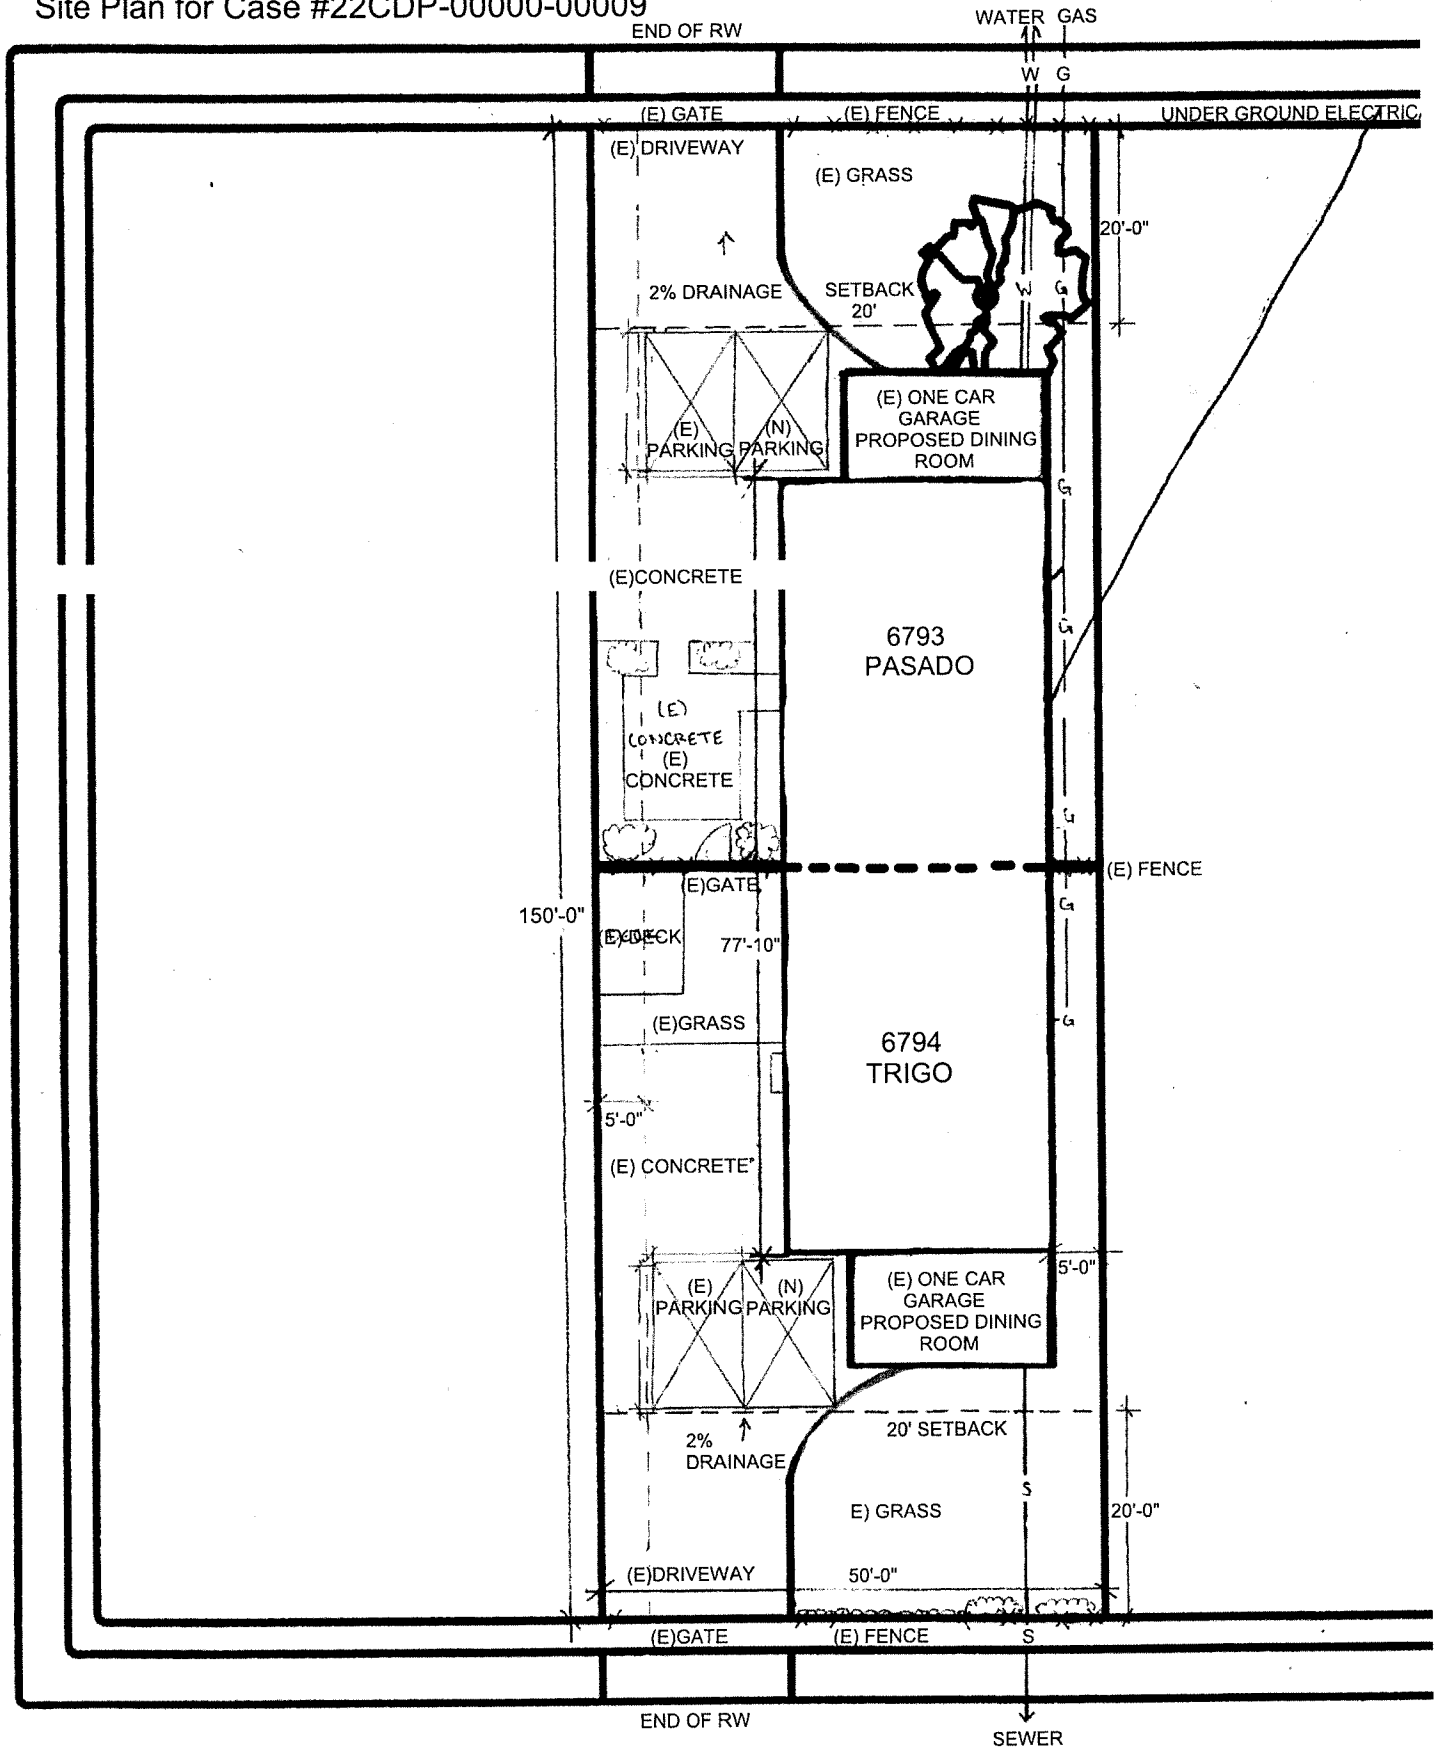 Site Plan for Case #22CDP-00000-00009
END OF RW
WATER GAS
W G
(E) GATE
(E) FENCE
UNDER GROUND ELECTRICA
(E) DRIVEWAY
(E) GRASS
20'-0"
2% DRAINAGE
SETBACK
20'
W G
(E)
PARKING
(N)
PARKING
(E) ONE CAR
GARAGE
PROPOSED DINING
ROOM
G
(E)CONCRETE
6793
PASADO
G
(E)
CONCRETE
(E)
CONCRETE
G
(E)GATE
(E) FENCE
G
150'-0"
(E)DECK
77'-10"
(E)GRASS
G
6794
TRIGO
5'-0"
(E) CONCRETE
(E)
PARKING
(N)
PARKING
(E) ONE CAR
GARAGE
PROPOSED DINING
ROOM
5'-0"
20' SETBACK
2%
DRAINAGE
S
E) GRASS
20'-0"
(E)DRIVEWAY
50'-0"
(E)GATE
(E) FENCE
S
END OF RW
SEWER